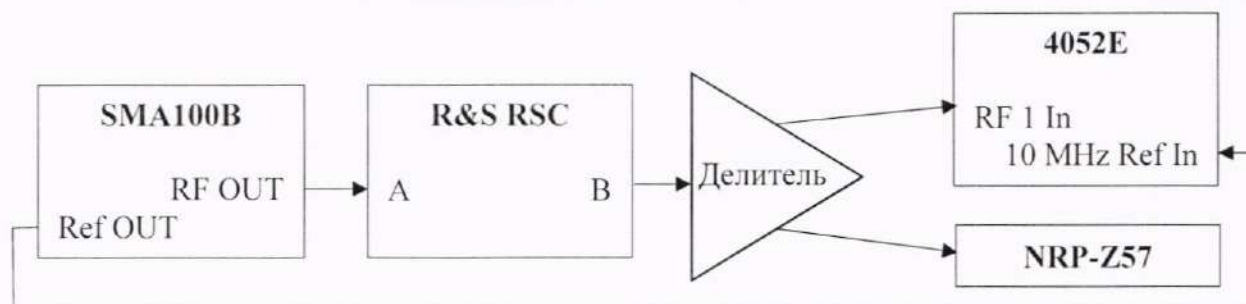 SMA100B
RF OUT
Ref OUT
R&S RSC
A
B
Делитель
4052E
RF 1 In
10 MHz Ref In
NRP-Z57